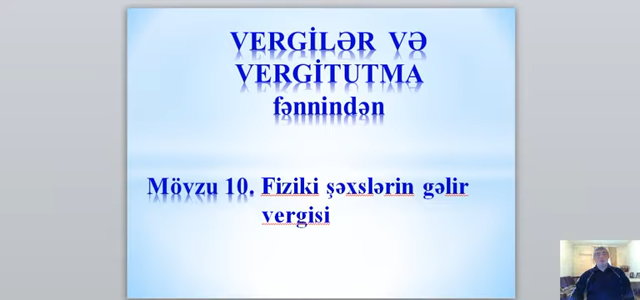 VERGİLƏR VƏ
VERGİTUTMA
fənnindən
Mövzu 10. Fiziki şəxslərin gəlir
vergisi